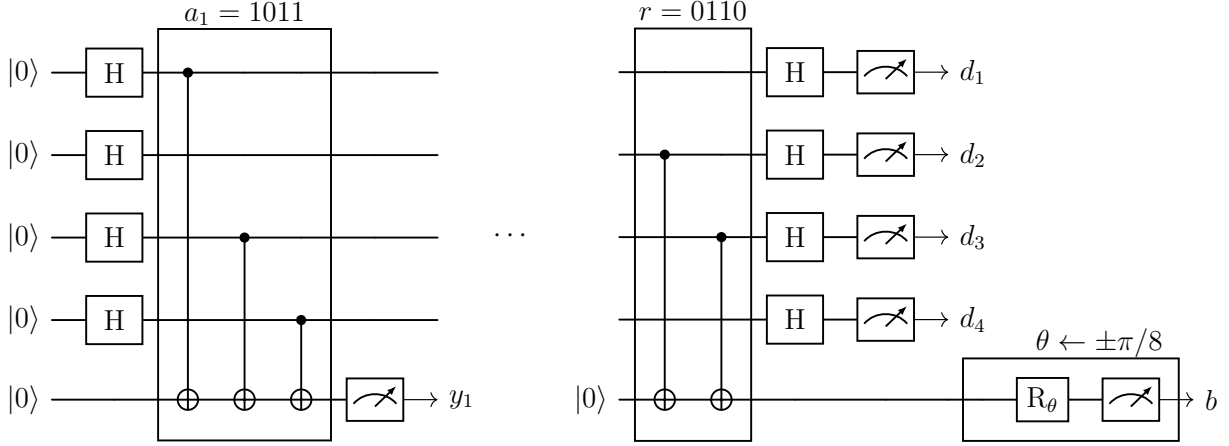 a₁ = 1011 r = 0110
|0⟩ H H d₁
|0⟩ H H d₂
|0⟩ H ⋯ H d₃
|0⟩ H H d₄
θ ← ±π/8
|0⟩ y₁ |0⟩ R_θ b